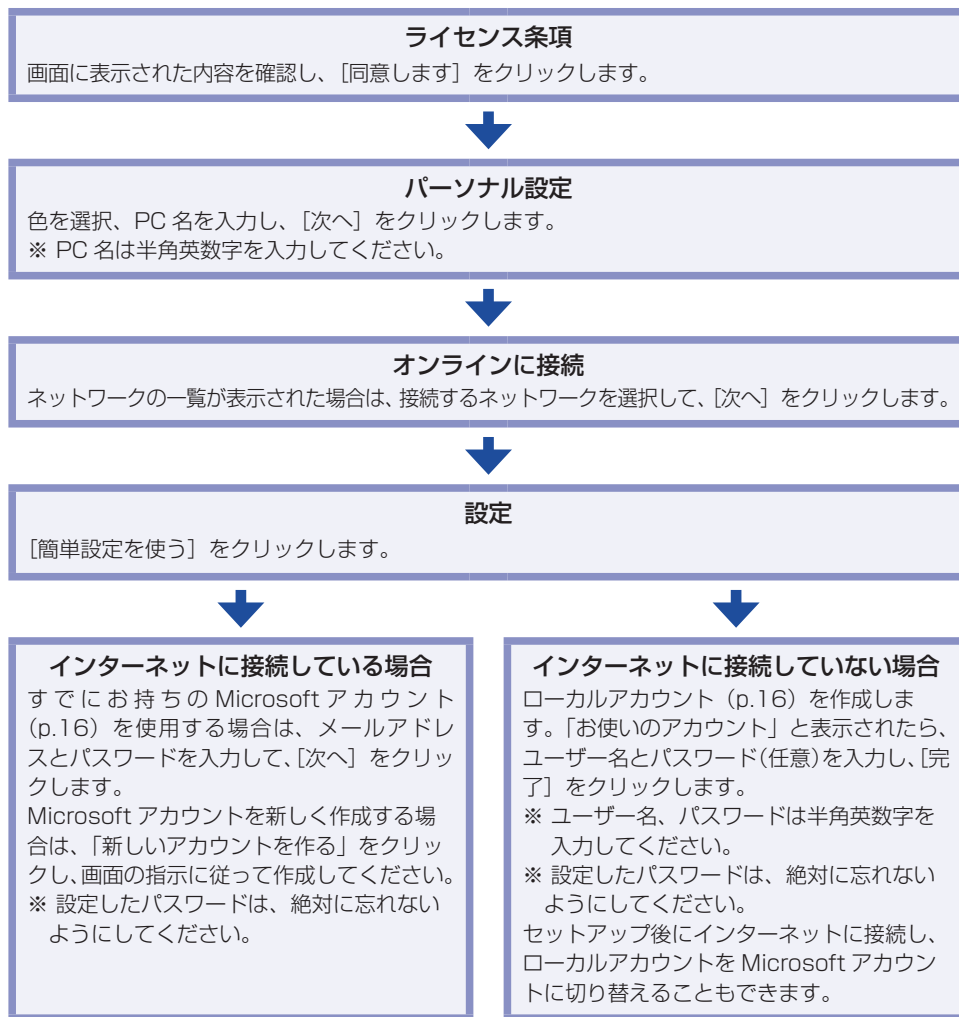 ライセンス条項
画面に表示された内容を確認し、［同意します］をクリックします。
パーソナル設定
色を選択、PC 名を入力し、［次へ］をクリックします。
※ PC 名は半角英数字を入力してください。
オンラインに接続
ネットワークの一覧が表示された場合は、接続するネットワークを選択して、［次へ］をクリックします。
設定
［簡単設定を使う］をクリックします。
インターネットに接続している場合
すでにお持ちの Microsoft アカウント
（p.16）を使用する場合は、メールアドレ
スとパスワードを入力して、［次へ］をクリッ
クします。
Microsoft アカウントを新しく作成する場
合は、「新しいアカウントを作る」をクリッ
クし、画面の指示に従って作成してください。
※ 設定したパスワードは、絶対に忘れない
ようにしてください。
インターネットに接続していない場合
ローカルアカウント（p.16）を作成しま
す。「お使いのアカウント」と表示されたら、
ユーザー名とパスワード（任意）を入力し、［完
了］をクリックします。
※ ユーザー名、パスワードは半角英数字を
入力してください。
※ 設定したパスワードは、絶対に忘れない
ようにしてください。
セットアップ後にインターネットに接続し、
ローカルアカウントを Microsoft アカウン
トに切り替えることもできます。